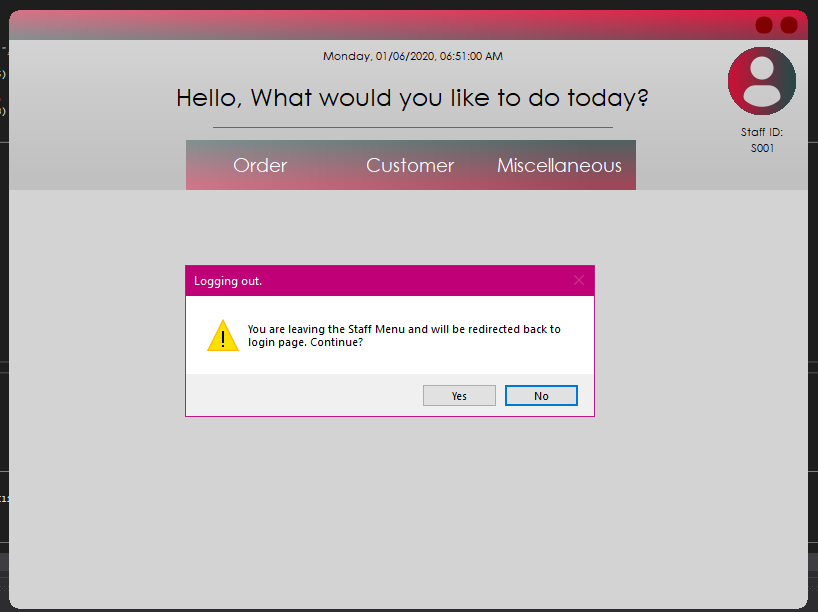 Monday, 01/06/2020, 06:51:00 AM
Hello, What would you like to do today?
Staff ID:
S001
Order Customer Miscellaneous
Logging out.
You are leaving the Staff Menu and will be redirected back to
login page. Continue?
Yes No